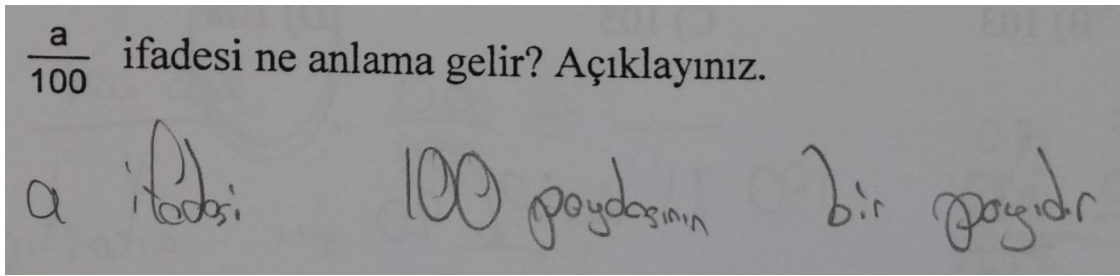 a/100 ifadesi ne anlama gelir? Açıklayınız.
a ifadesi 100 paydasının bir payıdır